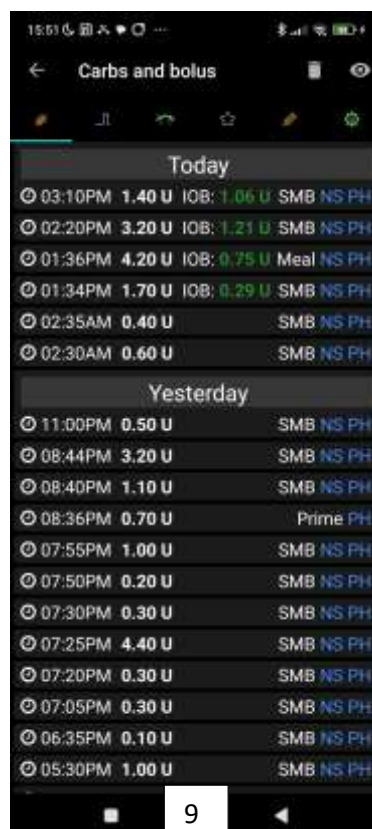 15:51
Carbs and bolus
Today
03:10PM 1.40 U IOB: 1.06 U SMB NS PH
02:20PM 3.20 U IOB: 1.21 U SMB NS PH
01:36PM 4.20 U IOB: 0.75 U Meal NS PH
01:34PM 1.70 U IOB: 0.29 U SMB NS PH
02:35AM 0.40 U SMB NS PH
02:30AM 0.60 U SMB NS PH
Yesterday
11:00PM 0.50 U SMB NS PH
08:44PM 3.20 U SMB NS PH
08:40PM 1.10 U SMB NS PH
08:36PM 0.70 U Prime PH
07:55PM 1.00 U SMB NS PH
07:50PM 0.20 U SMB NS PH
07:30PM 0.30 U SMB NS PH
07:25PM 4.40 U SMB NS PH
07:20PM 0.30 U SMB NS PH
07:05PM 0.30 U SMB NS PH
06:35PM 0.10 U SMB NS PH
05:30PM 1.00 U SMB NS PH
9